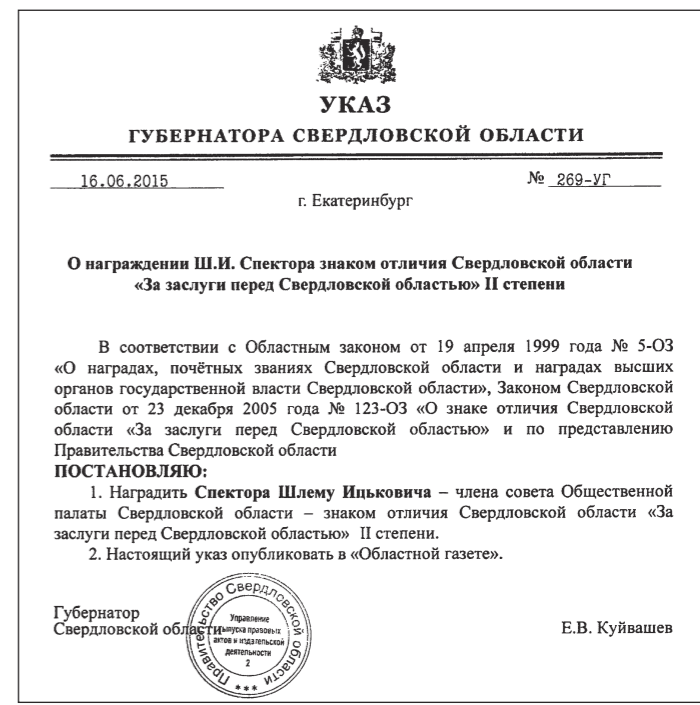 УКАЗ
ГУБЕРНАТОРА СВЕРДЛОВСКОЙ ОБЛАСТИ
16.06.2015 № 269-УГ
г. Екатеринбург
О награждении Ш.И. Спектора знаком отличия Свердловской области
«За заслуги перед Свердловской областью» II степени
В соответствии с Областным законом от 19 апреля 1999 года № 5-ОЗ
«О наградах, почётных званиях Свердловской области и наградах высших
органов государственной власти Свердловской области», Законом Свердловской
области от 23 декабря 2005 года № 123-ОЗ «О знаке отличия Свердловской
области «За заслуги перед Свердловской областью» и по представлению
Правительства Свердловской области
ПОСТАНОВЛЯЮ:
1. Наградить Спектора Шлему Ицьковича – члена совета Общественной
палаты Свердловской области – знаком отличия Свердловской области «За
заслуги перед Свердловской областью» II степени.
2. Настоящий указ опубликовать в «Областной газете».
Губернатор
Свердловской области Е.В. Куйвашев
Правительство Свердловской области
Управление
выпуска правовых
актов и издательской
деятельности
2
***